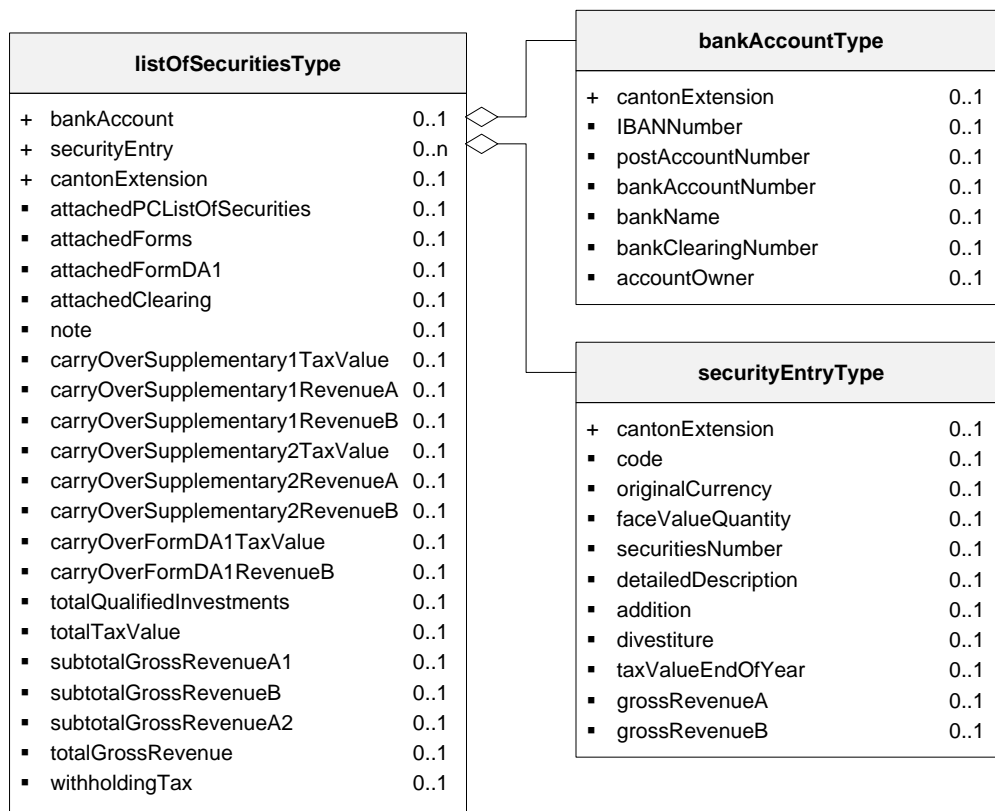 listOfSecuritiesType
+ bankAccount 0..1
+ securityEntry 0..n
+ cantonExtension 0..1
▪ attachedPCListOfSecurities 0..1
▪ attachedForms 0..1
▪ attachedFormDA1 0..1
▪ attachedClearing 0..1
▪ note 0..1
▪ carryOverSupplementary1TaxValue 0..1
▪ carryOverSupplementary1RevenueA 0..1
▪ carryOverSupplementary1RevenueB 0..1
▪ carryOverSupplementary2TaxValue 0..1
▪ carryOverSupplementary2RevenueA 0..1
▪ carryOverSupplementary2RevenueB 0..1
▪ carryOverFormDA1TaxValue 0..1
▪ carryOverFormDA1RevenueB 0..1
▪ totalQualifiedInvestments 0..1
▪ totalTaxValue 0..1
▪ subtotalGrossRevenueA1 0..1
▪ subtotalGrossRevenueB 0..1
▪ subtotalGrossRevenueA2 0..1
▪ totalGrossRevenue 0..1
▪ withholdingTax 0..1
bankAccountType
+ cantonExtension 0..1
▪ IBANNumber 0..1
▪ postAccountNumber 0..1
▪ bankAccountNumber 0..1
▪ bankName 0..1
▪ bankClearingNumber 0..1
▪ accountOwner 0..1
securityEntryType
+ cantonExtension 0..1
▪ code 0..1
▪ originalCurrency 0..1
▪ faceValueQuantity 0..1
▪ securitiesNumber 0..1
▪ detailedDescription 0..1
▪ addition 0..1
▪ divestiture 0..1
▪ taxValueEndOfYear 0..1
▪ grossRevenueA 0..1
▪ grossRevenueB 0..1